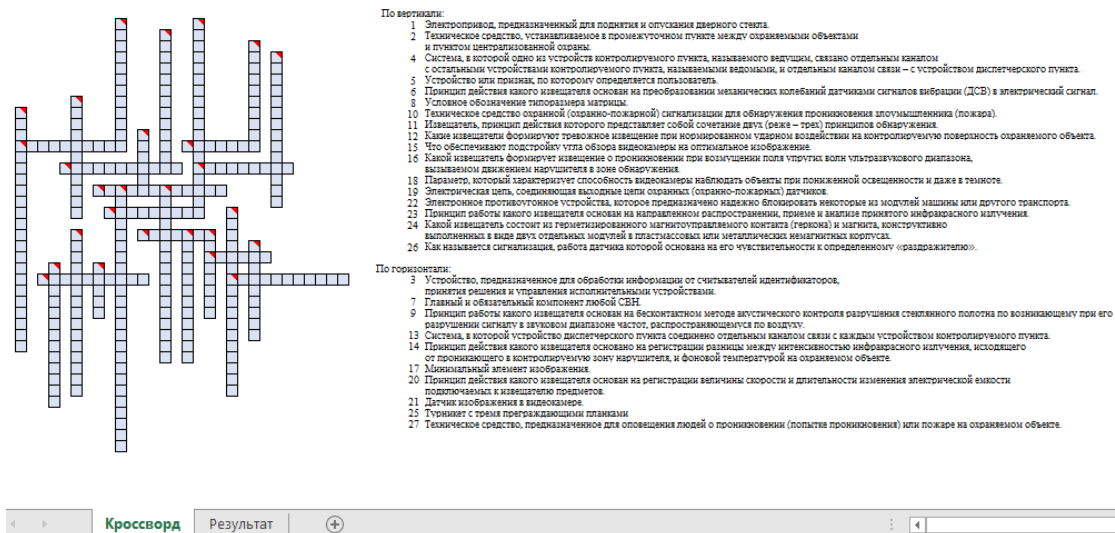 По вертикали:
1 Электропривод, предназначенный для поднятия и опускания дверного стекла.
2 Техническое средство, устанавливаемое в промежуточном пункте между охраняемыми объектами
и пунктом централизованной охраны.
4 Система, в которой одно из устройств контролируемого пункта, называемого ведущим, связано отдельным каналом
с остальными устройствами контролируемого пункта, называемыми ведомыми, и отдельным каналом связи – с устройством диспетчерского пункта.
5 Устройство или признак, по которому определяется пользователь.
6 Принцип действия какого извещателя основан на преобразовании механических колебаний датчиками сигналов вибрации (ДСВ) в электрический сигнал.
8 Условное обозначение типоразмера матрицы.
10 Техническое средство охранной (охранно-пожарной) сигнализации для обнаружения проникновения злоумышленника (пожара).
11 Извещатель, принцип действия которого представляет собой сочетание двух (реже – трех) принципов обнаружения.
12 Какие извещатели формируют тревожное извещение при нормированном ударном воздействии на контролируемую поверхность охраняемого объекта.
15 Что обеспечивают подстройку угла обзора видеокамеры на оптимальное изображение.
16 Какой извещатель формирует извещение о проникновении при возмущении поля упругих волн ультразвукового диапазона,
вызываемом движением нарушителя в зоне обнаружения.
18 Параметр, который характеризует способность видеокамеры наблюдать объекты при пониженной освещенности и даже в темноте.
19 Электрическая цепь, соединяющая выходные цепи охранных (охранно-пожарных) датчиков.
22 Электронное противоугонное устройства, которое предназначено надежно блокировать некоторые из модулей машины или другого транспорта.
23 Принцип работы какого извещателя основан на направленном распространении, приеме и анализе принятого инфракрасного излучения.
24 Какой извещатель состоит из герметизированного магнитоуправляемого контакта (геркона) и магнита, конструктивно
выполненных в виде двух отдельных модулей в пластмассовых или металлических немагнитных корпусах.
26 Как называется сигнализация, работа датчика которой основана на его чувствительности к определенному «раздражителю».
По горизонтали:
3 Устройство, предназначенное для обработки информации от считывателей идентификаторов,
принятия решения и управления исполнительными устройствами.
7 Главный и обязательный компонент любой СВН.
9 Принцип работы какого извещателя основан на бесконтактном методе акустического контроля разрушения стеклянного полотна по возникающему при его
разрушении сигналу в звуковом диапазоне частот, распространяющемуся по воздуху.
13 Система, в которой устройство диспетчерского пункта соединено отдельным каналом связи с каждым устройством контролируемого пункта.
14 Принцип действия какого извещателя основано на регистрации разницы между интенсивностью инфракрасного излучения, исходящего
от проникающего в контролируемую зону нарушителя, и фоновой температурой на охраняемом объекте.
17 Минимальный элемент изображения.
20 Принцип действия какого извещателя основан на регистрации величины скорости и длительности изменения электрической емкости
подключаемых к извещателю предметов.
21 Датчик изображения в видеокамере.
25 Турникет с тремя преграждающими планками
27 Техническое средство, предназначенное для оповещения людей о проникновении (попытке проникновения) или пожаре на охраняемом объекте.
Кроссворд
Результат